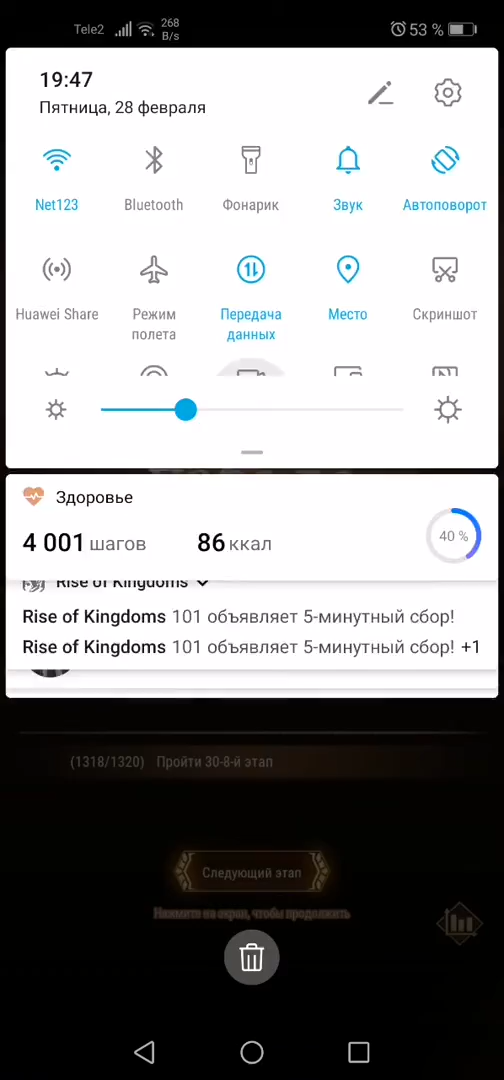 Tele2 268 B/s 53 %
19:47
Пятница, 28 февраля
Net123 Bluetooth Фонарик Звук Автоповорот
Huawei Share Режим полета Передача данных Место Скриншот
Здоровье
4 001 шагов 86 ккал 40 %
Rise of Kingdoms
Rise of Kingdoms 101 объявляет 5-минутный сбор!
Rise of Kingdoms 101 объявляет 5-минутный сбор! +1
(1318/1320) Пройти 30-8-й этап
Следующий этап
Нажмите на экран, чтобы продолжить